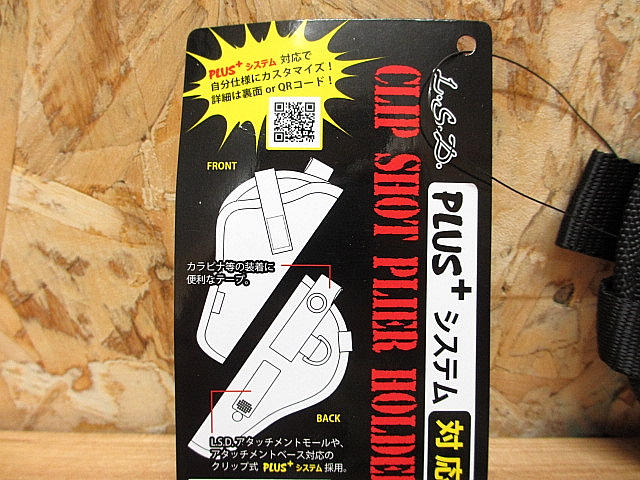 PLUS+ システム 対応で
自分仕様にカスタマイズ！
詳細は裏面 or QRコード！
FRONT
カラビナ等の装着に
便利なテープ。
BACK
L.S.D.アタッチメントモールや、
アタッチメントベース対応の
クリップ式 PLUS+システム 採用。
CLIP SHOT PLIER HOLDER
L.S.D.
PLUS+ システム 対応